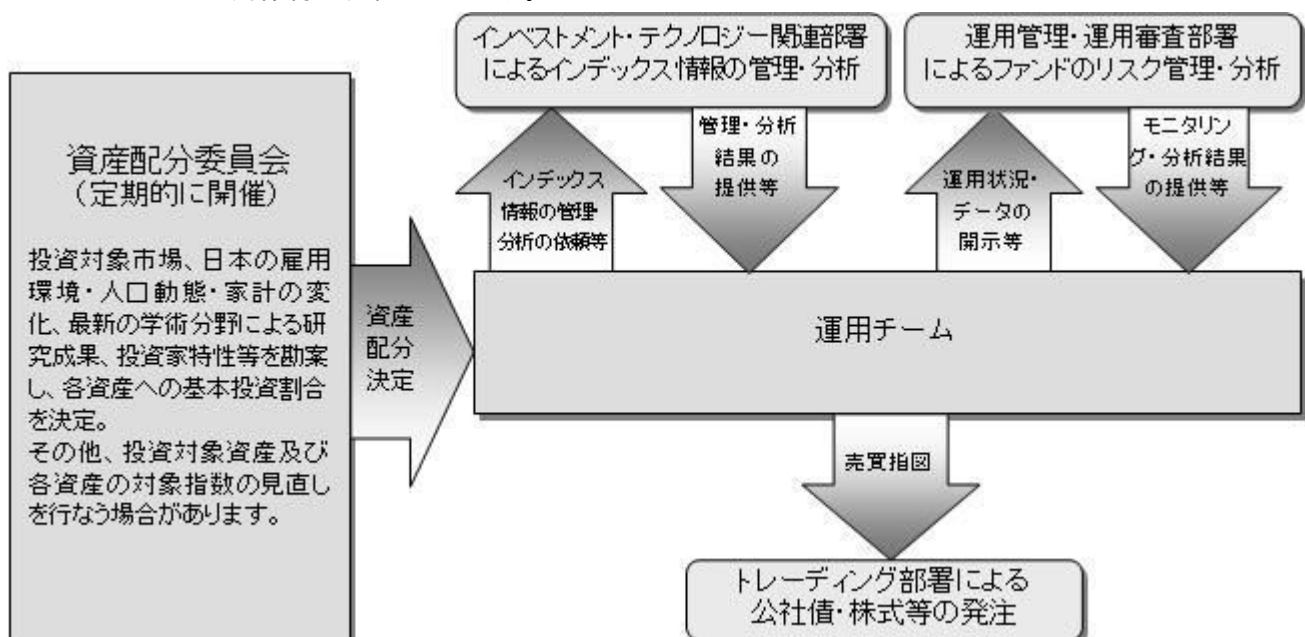 インベストメント・テクノロジー関連部署
によるインデックス情報の管理・分析
運用管理・運用審査部署
によるファンドのリスク管理・分析
資産配分委員会
（定期的に開催）
投資対象市場、日本の雇用
環境・人口動態・家計の変
化、最新の学術分野による研
究成果、投資家特性等を勘案
し、各資産への基本投資割合
を決定。
その他、投資対象資産及び
各資産の対象指数の見直し
を行なう場合があります。
資産
配分
決定
インデックス
情報の管理・
分析の依頼等
管理・分析
結果の
提供等
運用状況・
データの
開示等
モニタリン
グ・分析結果
の提供等
運用チーム
売買指図
トレーディング部署による
公社債・株式等の発注